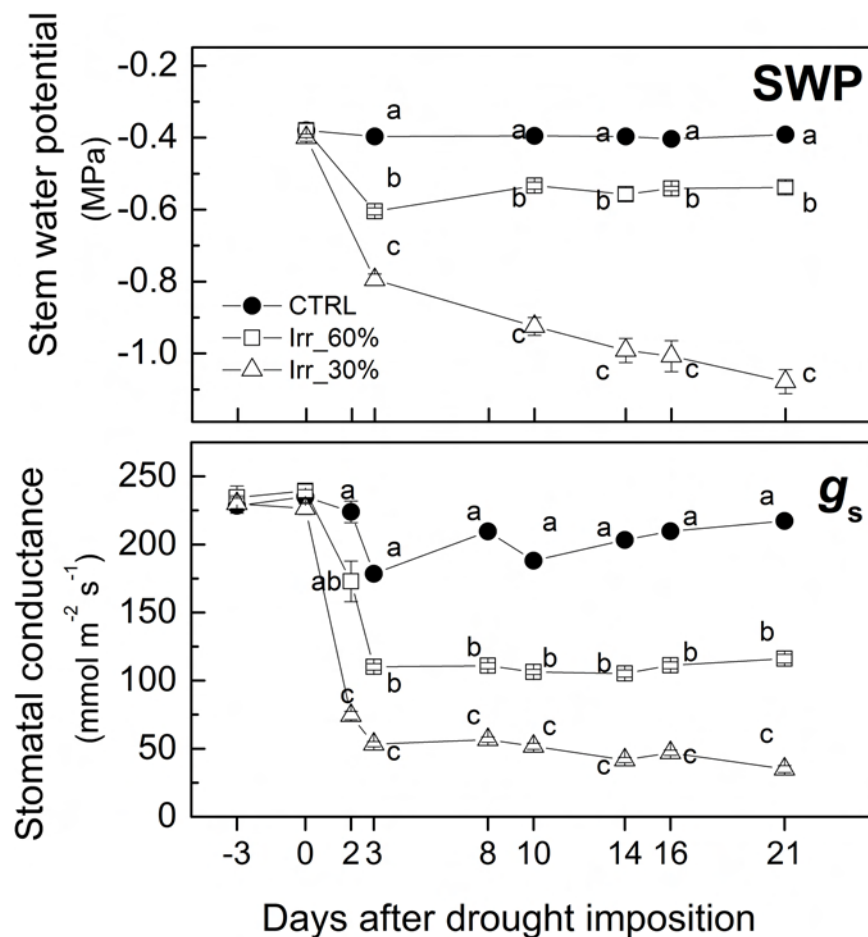 Stem water potential
(MPa)
SWP
-0.2
-0.4
-0.6
-0.8
-1.0
a a a a a
b b b b b
c c c c c
CTRL
Irr_60%
Irr_30%
Stomatal conductance
(mmol m⁻² s⁻¹)
gₛ
250
200
150
100
50
0
a a a a a a a
ab b b b b b b
c c c c c c c
-3 0 2 3 8 10 14 16 21
Days after drought imposition